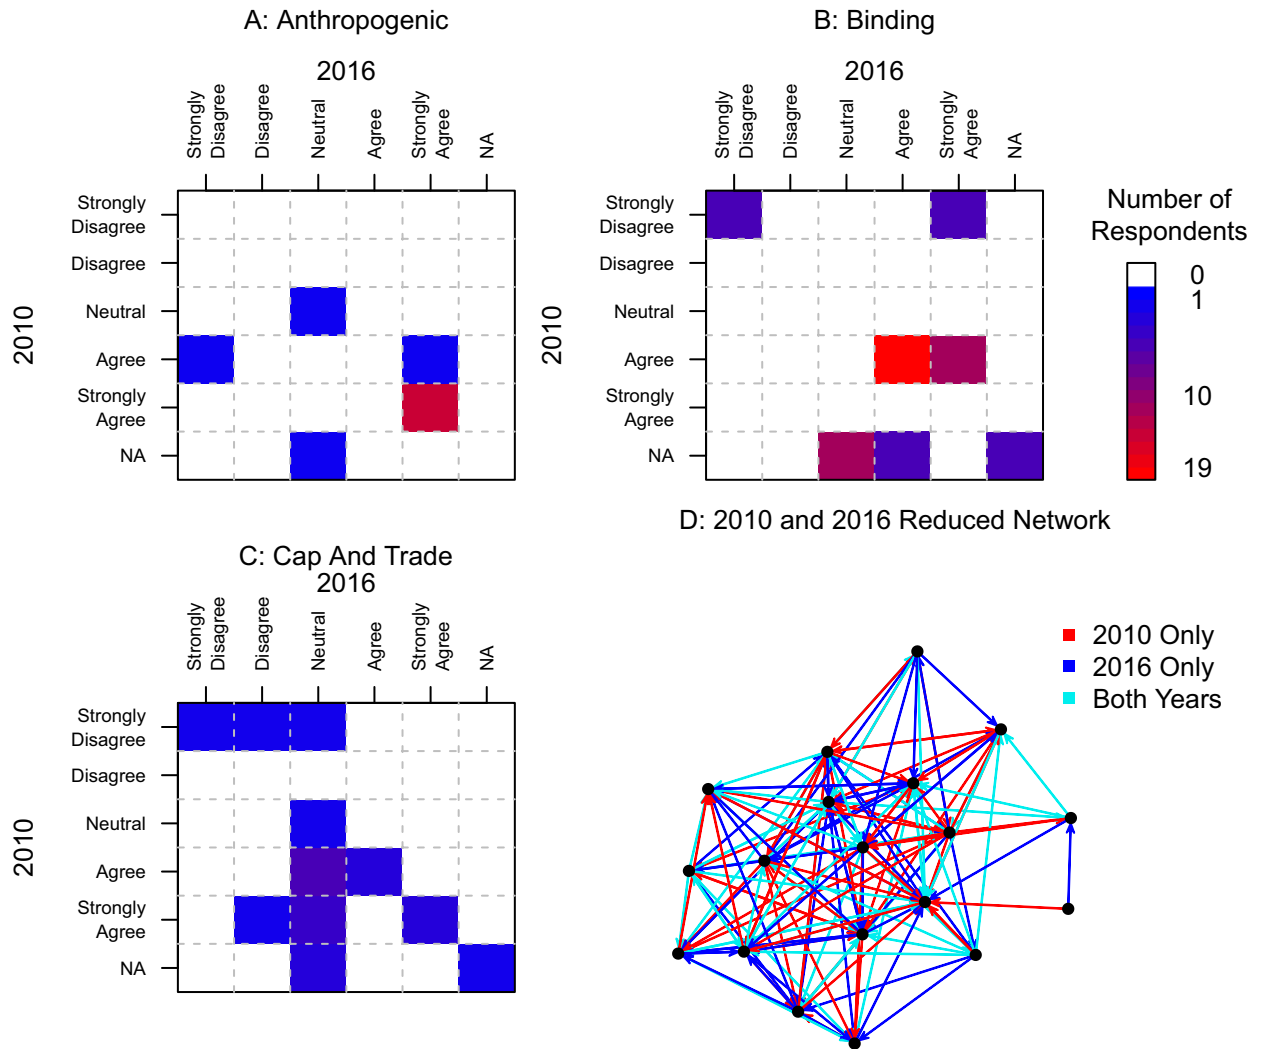 A: Anthropogenic
2016
Strongly
Disagree
Disagree
Neutral
Agree
Strongly
Agree
NA
2010
Strongly
Disagree
Disagree
Neutral
Agree
Strongly
Agree
NA
B: Binding
2016
Strongly
Disagree
Disagree
Neutral
Agree
Strongly
Agree
NA
2010
Strongly
Disagree
Disagree
Neutral
Agree
Strongly
Agree
NA
Number of
Respondents
0
1
10
19
C: Cap And Trade
2016
Strongly
Disagree
Disagree
Neutral
Agree
Strongly
Agree
NA
2010
Strongly
Disagree
Disagree
Neutral
Agree
Strongly
Agree
NA
D: 2010 and 2016 Reduced Network
2010 Only
2016 Only
Both Years